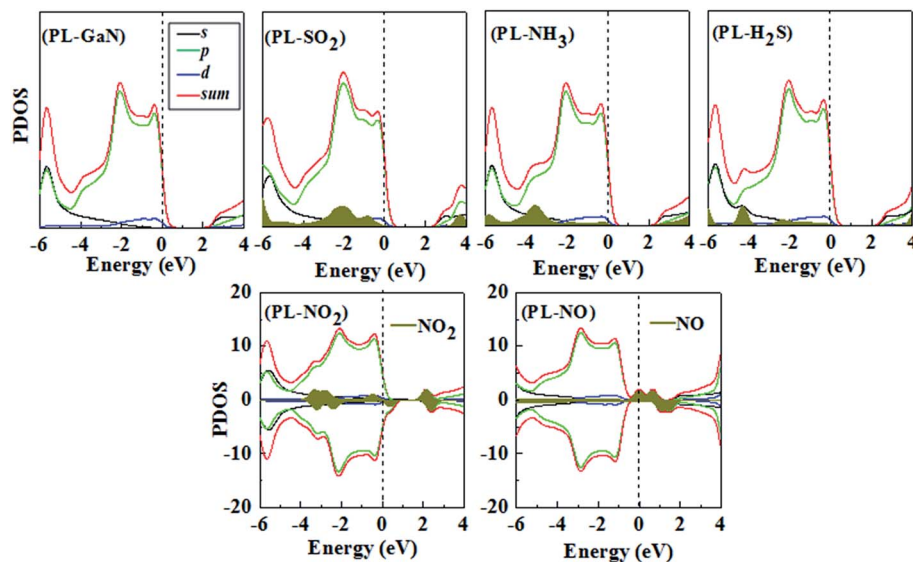 (PL-GaN)
s
p
d
sum
(PL-SO2)
(PL-NH3)
(PL-H2S)
PDOS
-6 -4 -2 0 2 4
-6 -4 -2 0 2 4
-6 -4 -2 0 2 4
-6 -4 -2 0 2 4
Energy (eV)
Energy (eV)
Energy (eV)
Energy (eV)
(PL-NO2)
NO2
(PL-NO)
NO
20
10
0
-10
-20
20
10
0
-10
-20
PDOS
-6 -4 -2 0 2 4
-6 -4 -2 0 2 4
Energy (eV)
Energy (eV)